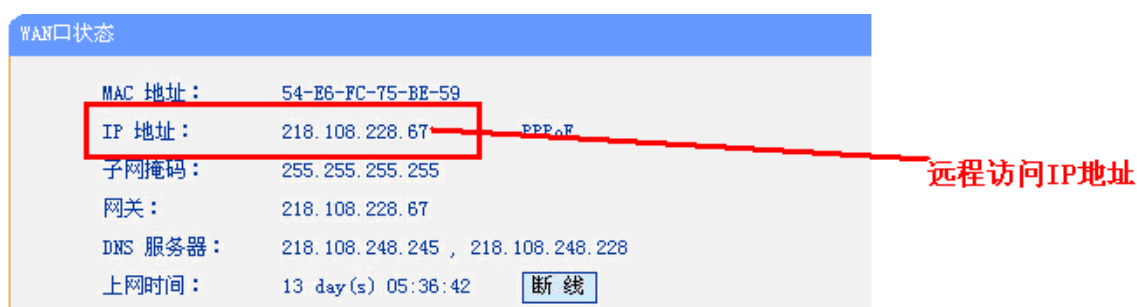 WAN口状态
MAC 地址： 54-E6-FC-75-BE-59
IP 地址： 218.108.228.67 PPPoE
子网掩码： 255.255.255.255
远程访问IP地址
网关： 218.108.228.67
DNS 服务器： 218.108.248.245 , 218.108.248.228
上网时间： 13 day(s) 05:36:42 断 线